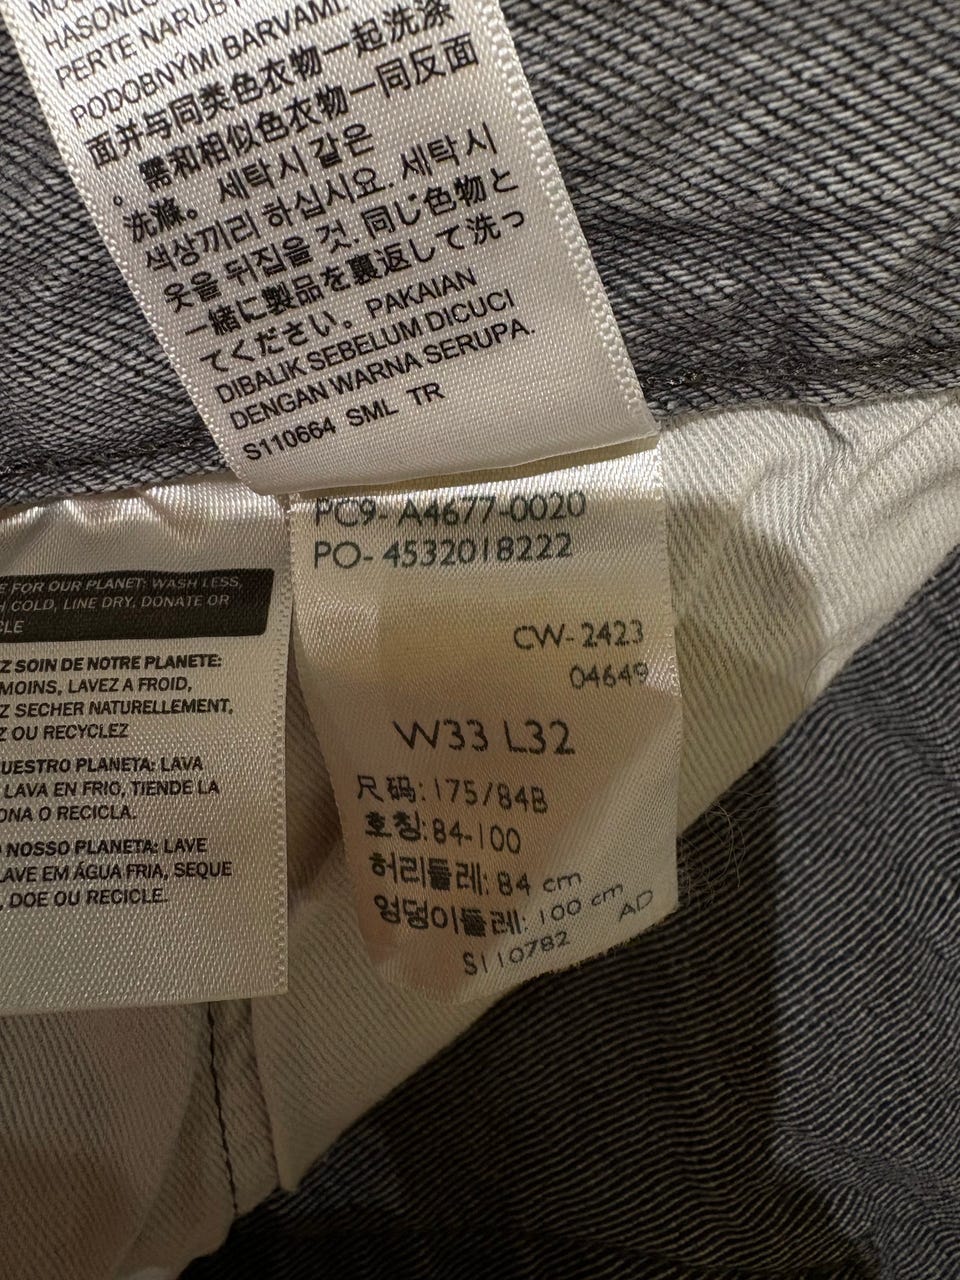 HASONLÓ
PERTE NARUB
PODOBNYMI BARVAMI.
面并与同类色衣物一起洗涤
。需和相似色衣物一同反面
洗滌。세탁시 같은
색상끼리 하십시요. 세탁 시
옷을 뒤집을 것. 同じ色物と
一緒に製品を裏返して洗っ
てください。PAKAIAN
DIBALIK SEBELUM DICUCI
DENGAN WARNA SERUPA.
S110664 SML TR
E FOR OUR PLANET: WASH LESS,
H COLD, LINE DRY, DONATE OR
CLE
Z SOIN DE NOTRE PLANETE:
MOINS, LAVEZ A FROID,
Z SECHER NATURELLEMENT,
Z OU RECYCLEZ
UESTRO PLANETA: LAVA
LAVA EN FRIO, TIENDE LA
ONA O RECICLA.
O NOSSO PLANETA: LAVE
LAVE EM ÁGUA FRIA, SEQUE
, DOE OU RECICLE.
PC9- A4677-0020
PO- 4532018222
CW-2423
04649
W33 L32
尺码: 175/84B
호칭: 84-100
허리둘레: 84 cm
엉덩이둘레: 100 cm
AD
S110782